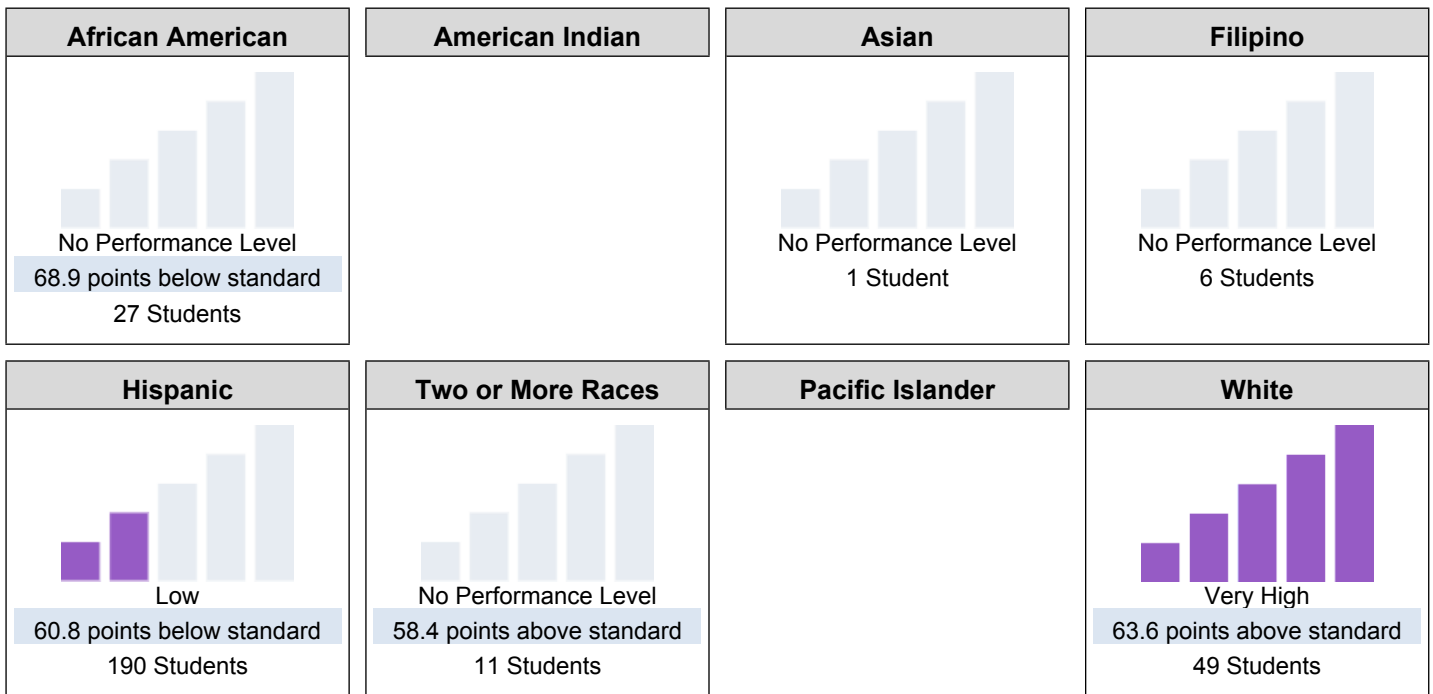 African American
American Indian
Asian
Filipino
No Performance Level
68.9 points below standard
27 Students
No Performance Level
1 Student
No Performance Level
6 Students
Hispanic
Two or More Races
Pacific Islander
White
Low
60.8 points below standard
190 Students
No Performance Level
58.4 points above standard
11 Students
Very High
63.6 points above standard
49 Students